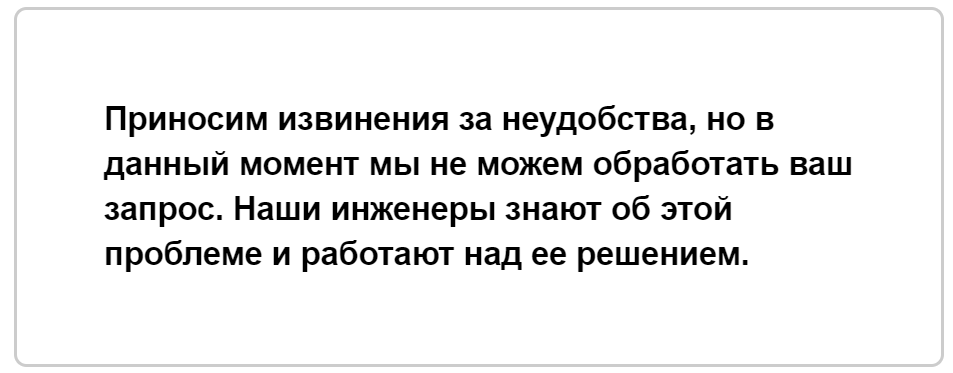 Приносим извинения за неудобства, но в
данный момент мы не можем обработать ваш
запрос. Наши инженеры знают об этой
проблеме и работают над ее решением.